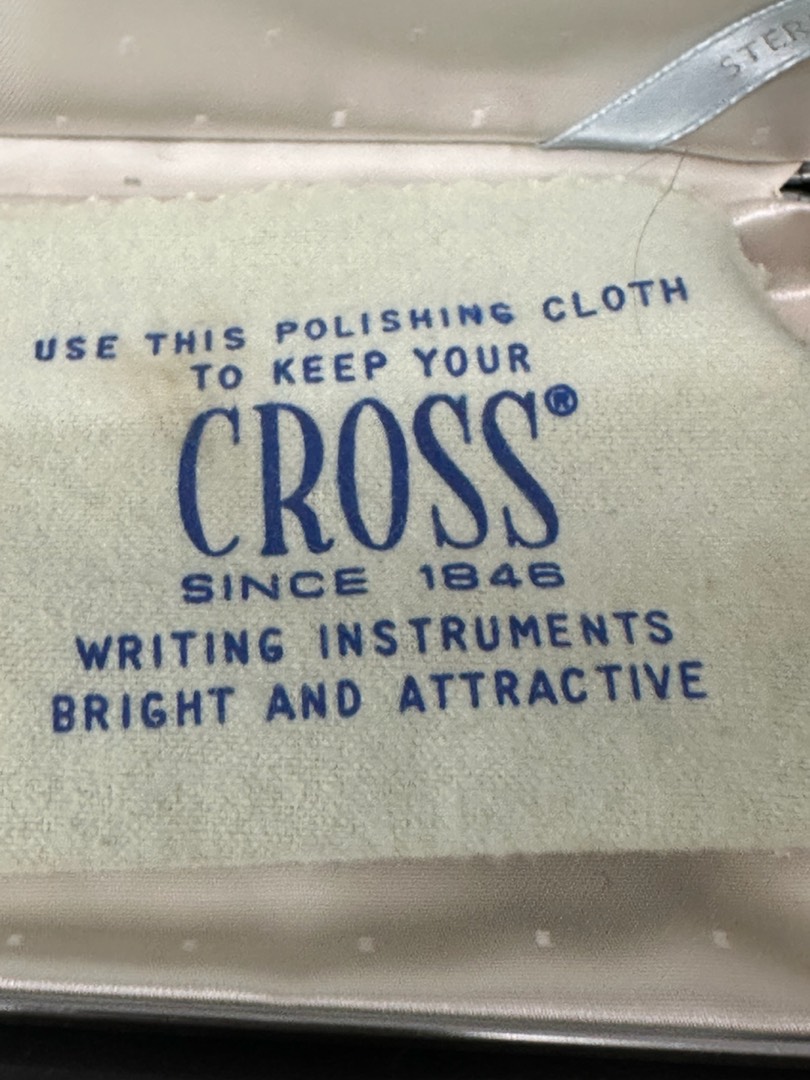 USE THIS POLISHING CLOTH
TO KEEP YOUR
CROSS®
SINCE 1846
WRITING INSTRUMENTS
BRIGHT AND ATTRACTIVE